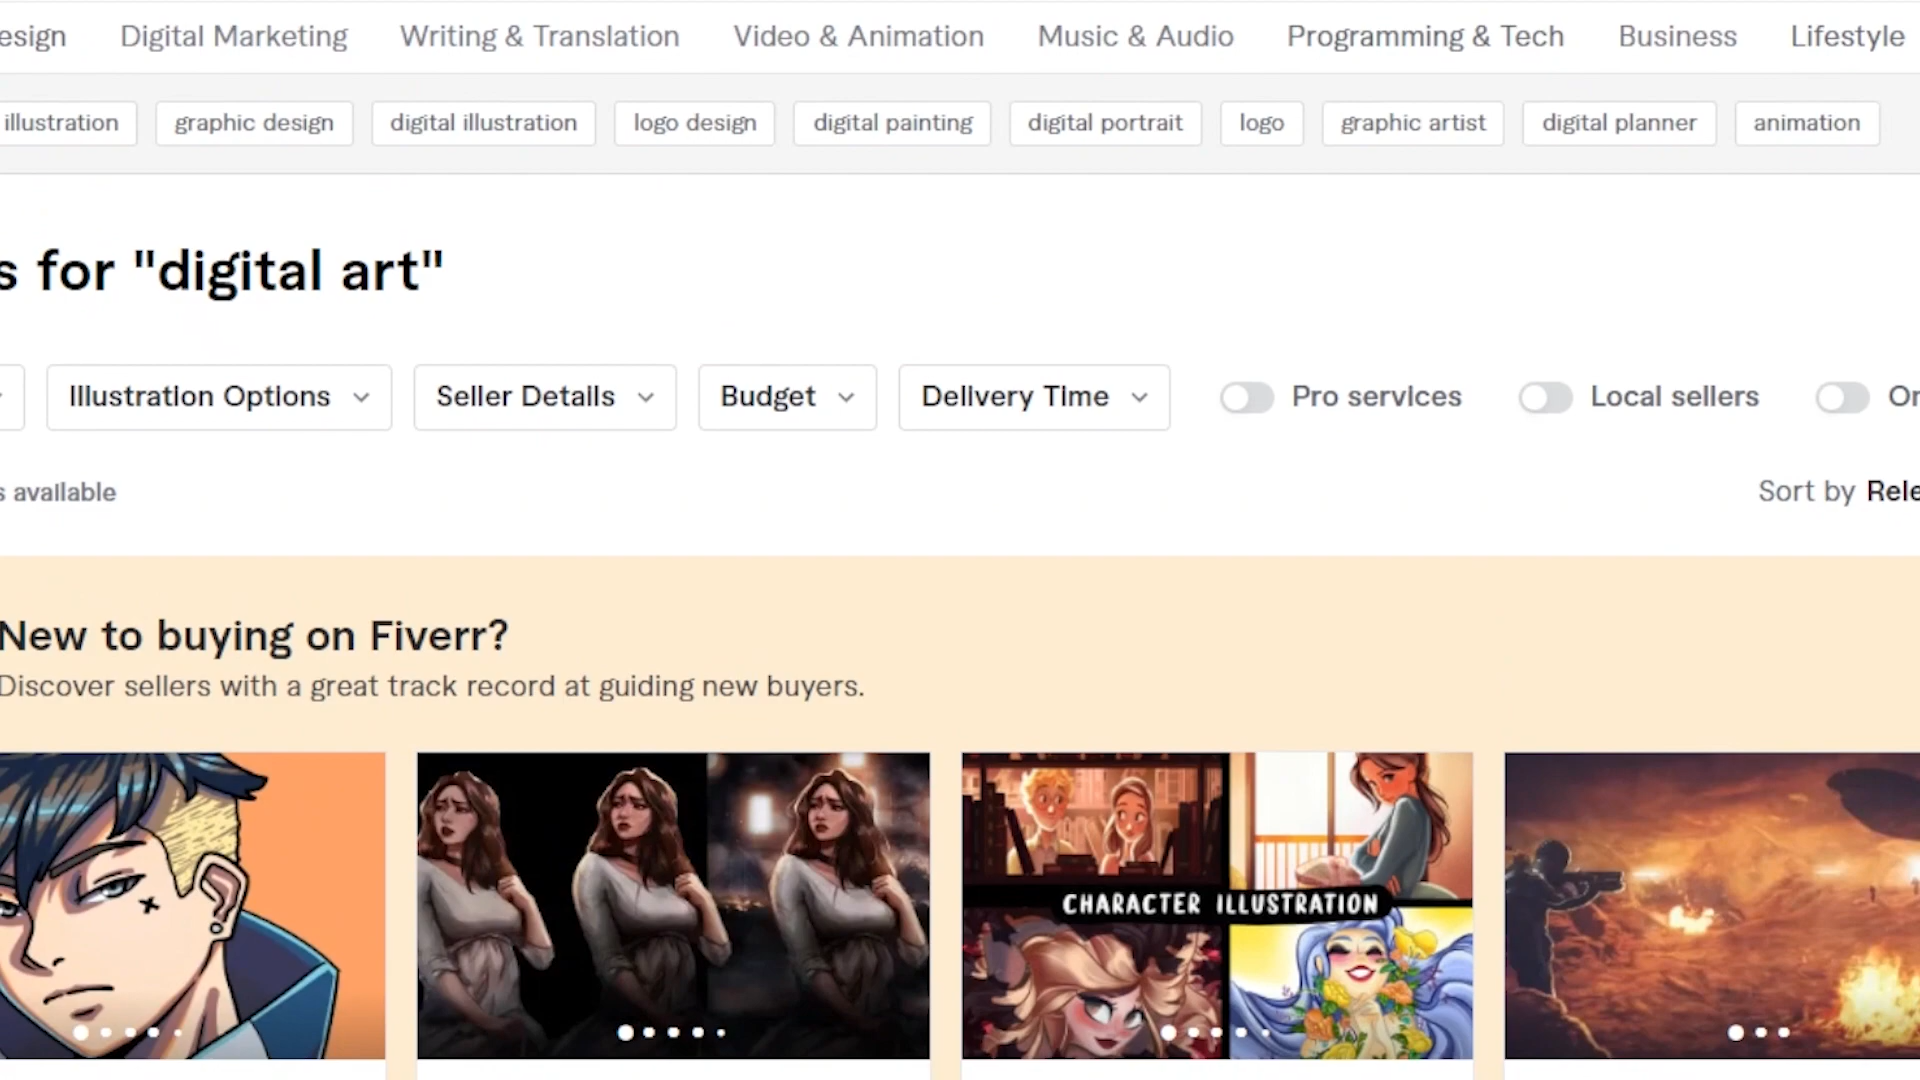 esign Digital Marketing Writing & Translation Video & Animation Music & Audio Programming & Tech Business Lifestyle
illustration graphic design digital illustration logo design digital painting digital portrait logo graphic artist digital planner animation
s for "digital art"
Illustration Options Seller Details Budget Delivery Time Pro services Local sellers On
s available Sort by Rele
New to buying on Fiverr?
Discover sellers with a great track record at guiding new buyers.
CHARACTER ILLUSTRATION